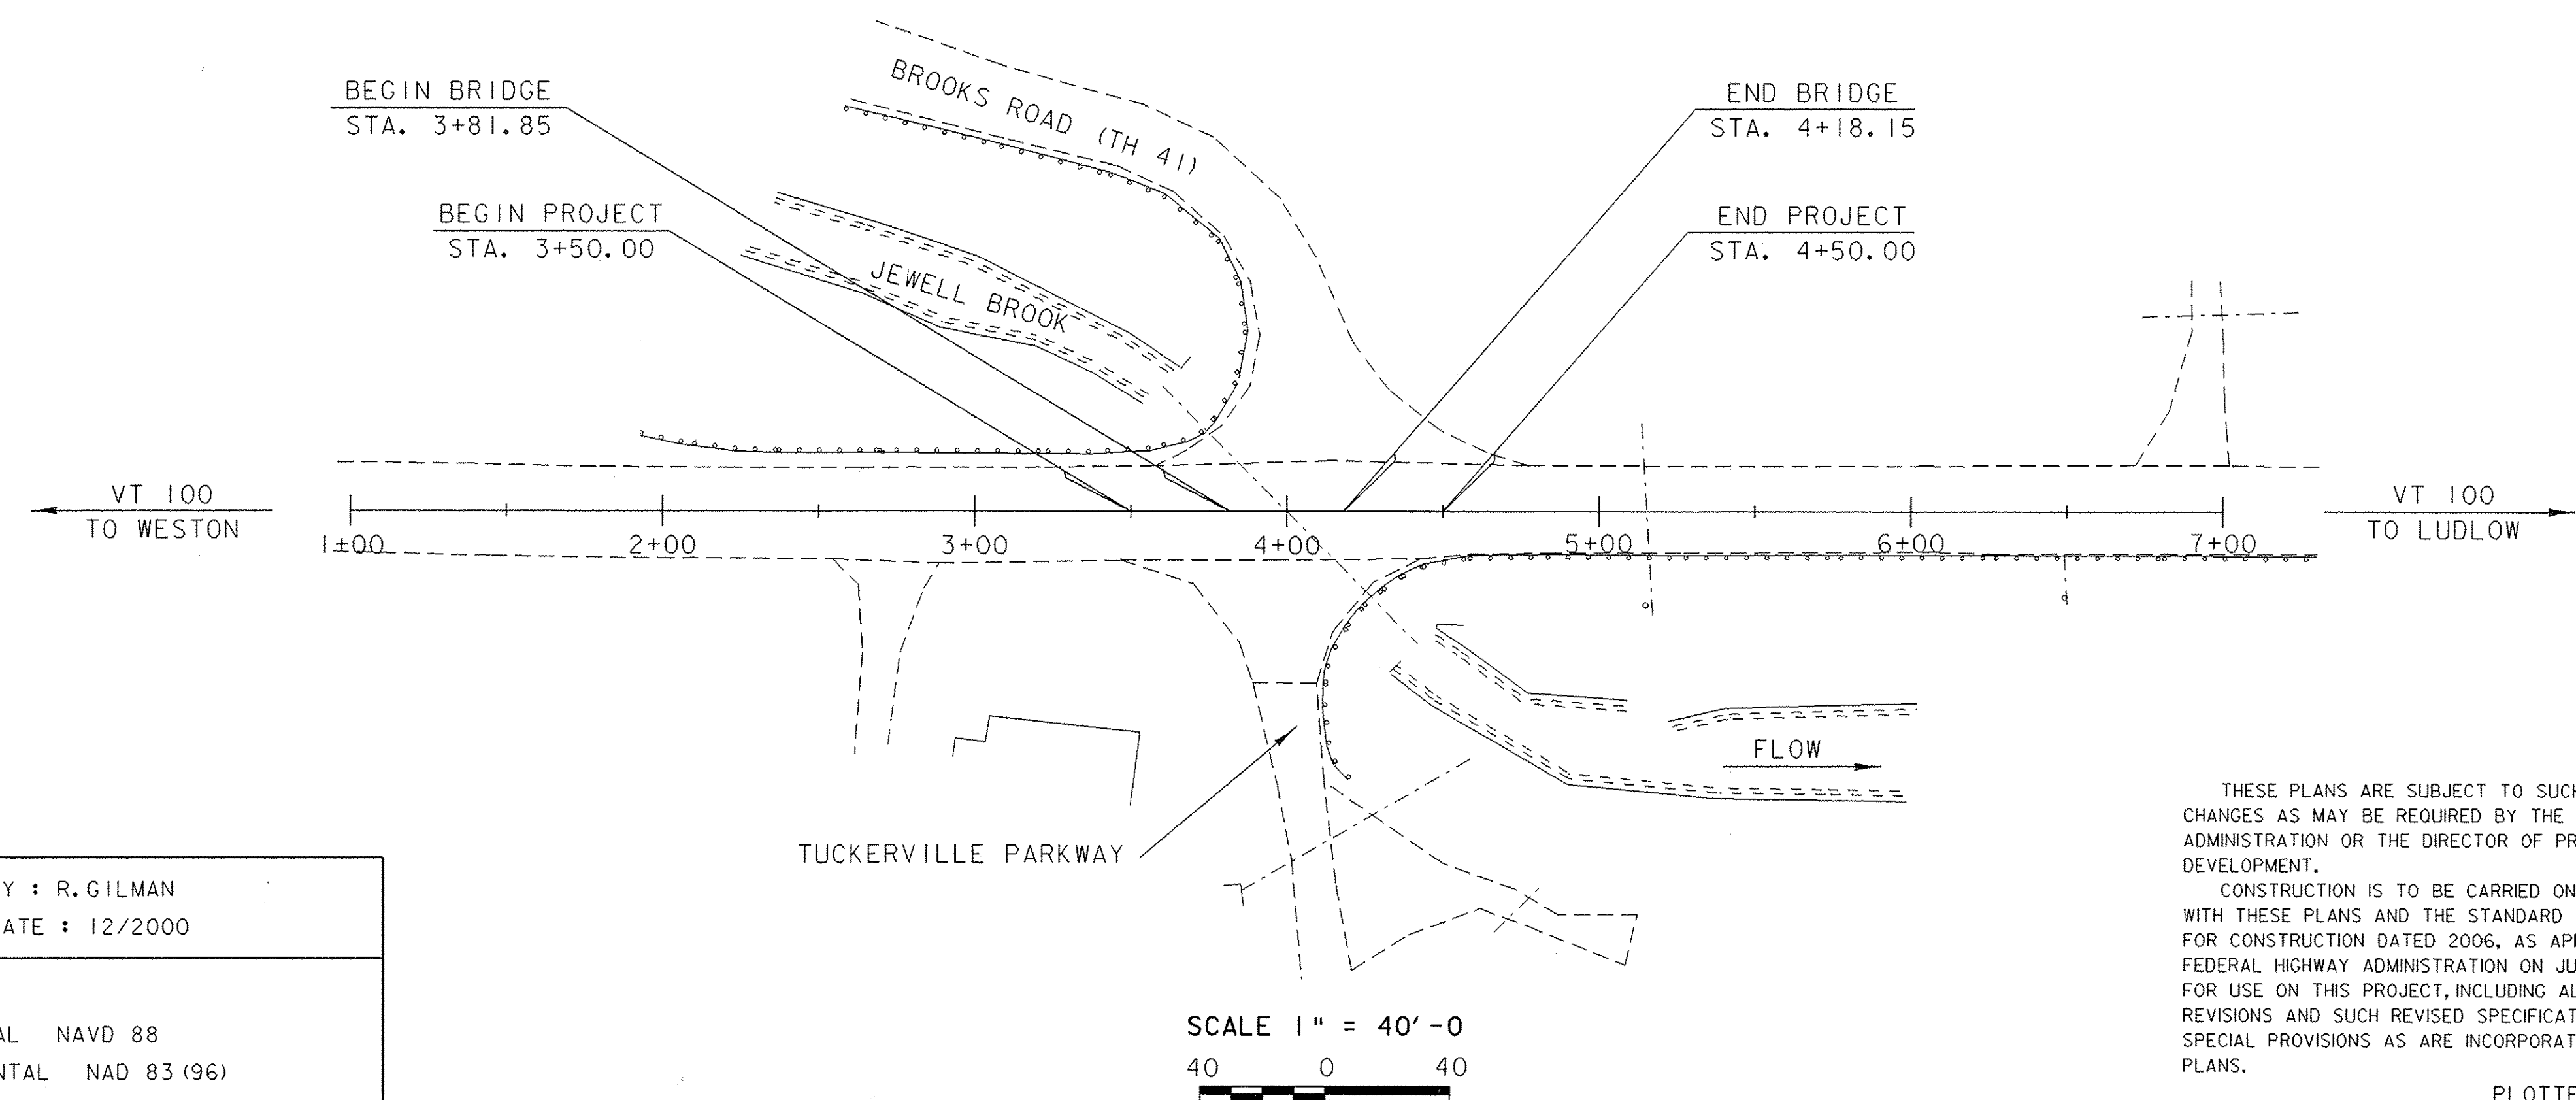 BROOKS ROAD (TH 41)
BEGIN BRIDGE
STA. 3+81.85
END BRIDGE
STA. 4+18.15
BEGIN PROJECT
STA. 3+50.00
END PROJECT
STA. 4+50.00
JEWELL BROOK
VT 100
TO WESTON
VT 100
TO LUDLOW
1+00
2+00
3+00
4+00
5+00
6+00
7+00
FLOW
TUCKERVILLE PARKWAY
Y : R.GILMAN
ATE : 12/2000
AL NAVD 88
NTAL NAD 83 (96)
SCALE 1" = 40'-0
40 0 40
THESE PLANS ARE SUBJECT TO SUCH
CHANGES AS MAY BE REQUIRED BY THE
ADMINISTRATION OR THE DIRECTOR OF PR
DEVELOPMENT.
CONSTRUCTION IS TO BE CARRIED ON
WITH THESE PLANS AND THE STANDARD
FOR CONSTRUCTION DATED 2006, AS AP
FEDERAL HIGHWAY ADMINISTRATION ON JU
FOR USE ON THIS PROJECT, INCLUDING AL
REVISIONS AND SUCH REVISED SPECIFICAT
SPECIAL PROVISIONS AS ARE INCORPORAT
PLANS.
PLOTTE